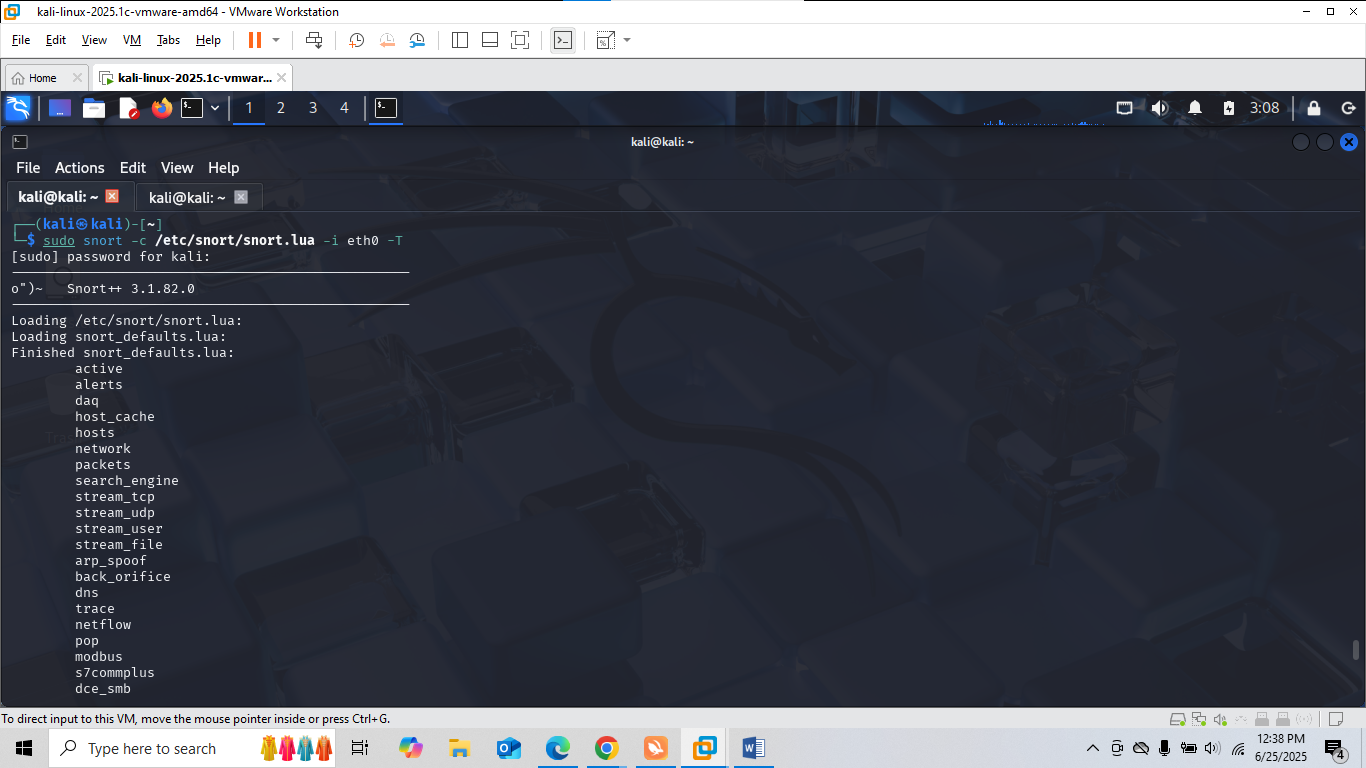 kali-linux-2025.1c-vmware-amd64 - VMware Workstation
File Edit View VM Tabs Help
Home kali-linux-2025.1c-vmwar...
1 2 3 4 3:08
kali@kali: ~
File Actions Edit View Help
kali@kali: ~ kali@kali: ~
┌──(kali㉿kali)-[~]
└─$ sudo snort -c /etc/snort/snort.lua -i eth0 -T
[sudo] password for kali:
o")~ Snort++ 3.1.82.0
Loading /etc/snort/snort.lua:
Loading snort_defaults.lua:
Finished snort_defaults.lua:
active
alerts
daq
host_cache
hosts
network
packets
search_engine
stream_tcp
stream_udp
stream_user
stream_file
arp_spoof
back_orifice
dns
trace
netflow
pop
modbus
s7commplus
dce_smb
To direct input to this VM, move the mouse pointer inside or press Ctrl+G.
Type here to search
12:38 PM
6/25/2025
4